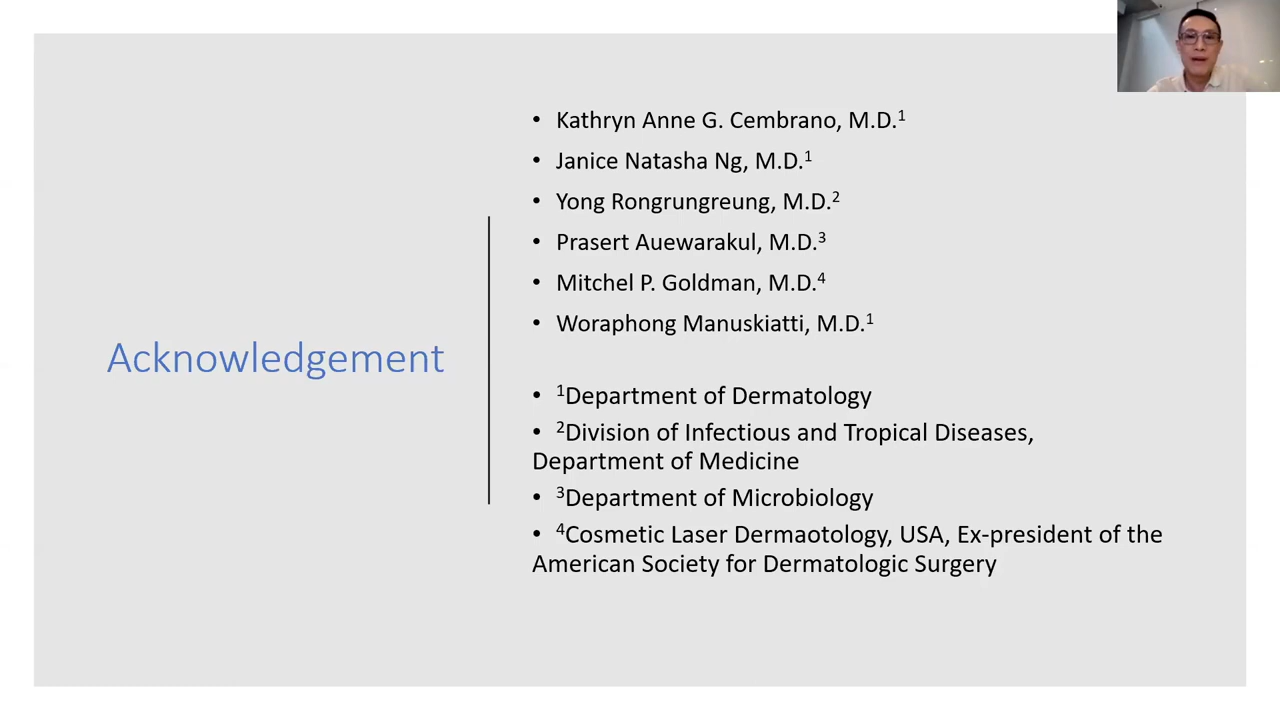 Acknowledgement
• Kathryn Anne G. Cembrano, M.D.¹
• Janice Natasha Ng, M.D.¹
• Yong Rongrungreung, M.D.²
• Prasert Auewarakul, M.D.³
• Mitchel P. Goldman, M.D.⁴
• Woraphong Manuskiatti, M.D.¹
• ¹Department of Dermatology
• ²Division of Infectious and Tropical Diseases,
Department of Medicine
• ³Department of Microbiology
• ⁴Cosmetic Laser Dermaotology, USA, Ex-president of the
American Society for Dermatologic Surgery